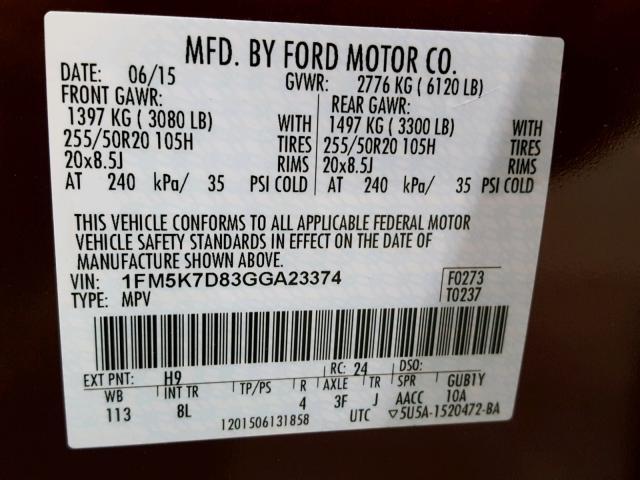 MFD. BY FORD MOTOR CO.
DATE: 06/15 GVWR: 2776 KG ( 6120 LB)
FRONT GAWR: REAR GAWR:
1397 KG ( 3080 LB) WITH 1497 KG ( 3300 LB) WITH
255/50R20 105H TIRES 255/50R20 105H TIRES
20x8.5J RIMS 20x8.5J RIMS
AT 240 kPa/ 35 PSI COLD AT 240 kPa/ 35 PSI COLD
THIS VEHICLE CONFORMS TO ALL APPLICABLE FEDERAL MOTOR
VEHICLE SAFETY STANDARDS IN EFFECT ON THE DATE OF
MANUFACTURE SHOWN ABOVE.
VIN: 1FM5K7D83GGA23374 F0273
TYPE: MPV T0237
EXT PNT: H9 RC: 24 DSO:
WB INT TR TP/PS R AXLE TR SPR GUB1Y
113 8L 4 3F J AACC 10A
1201506131858 UTC ▽5U5A-1520472-BA